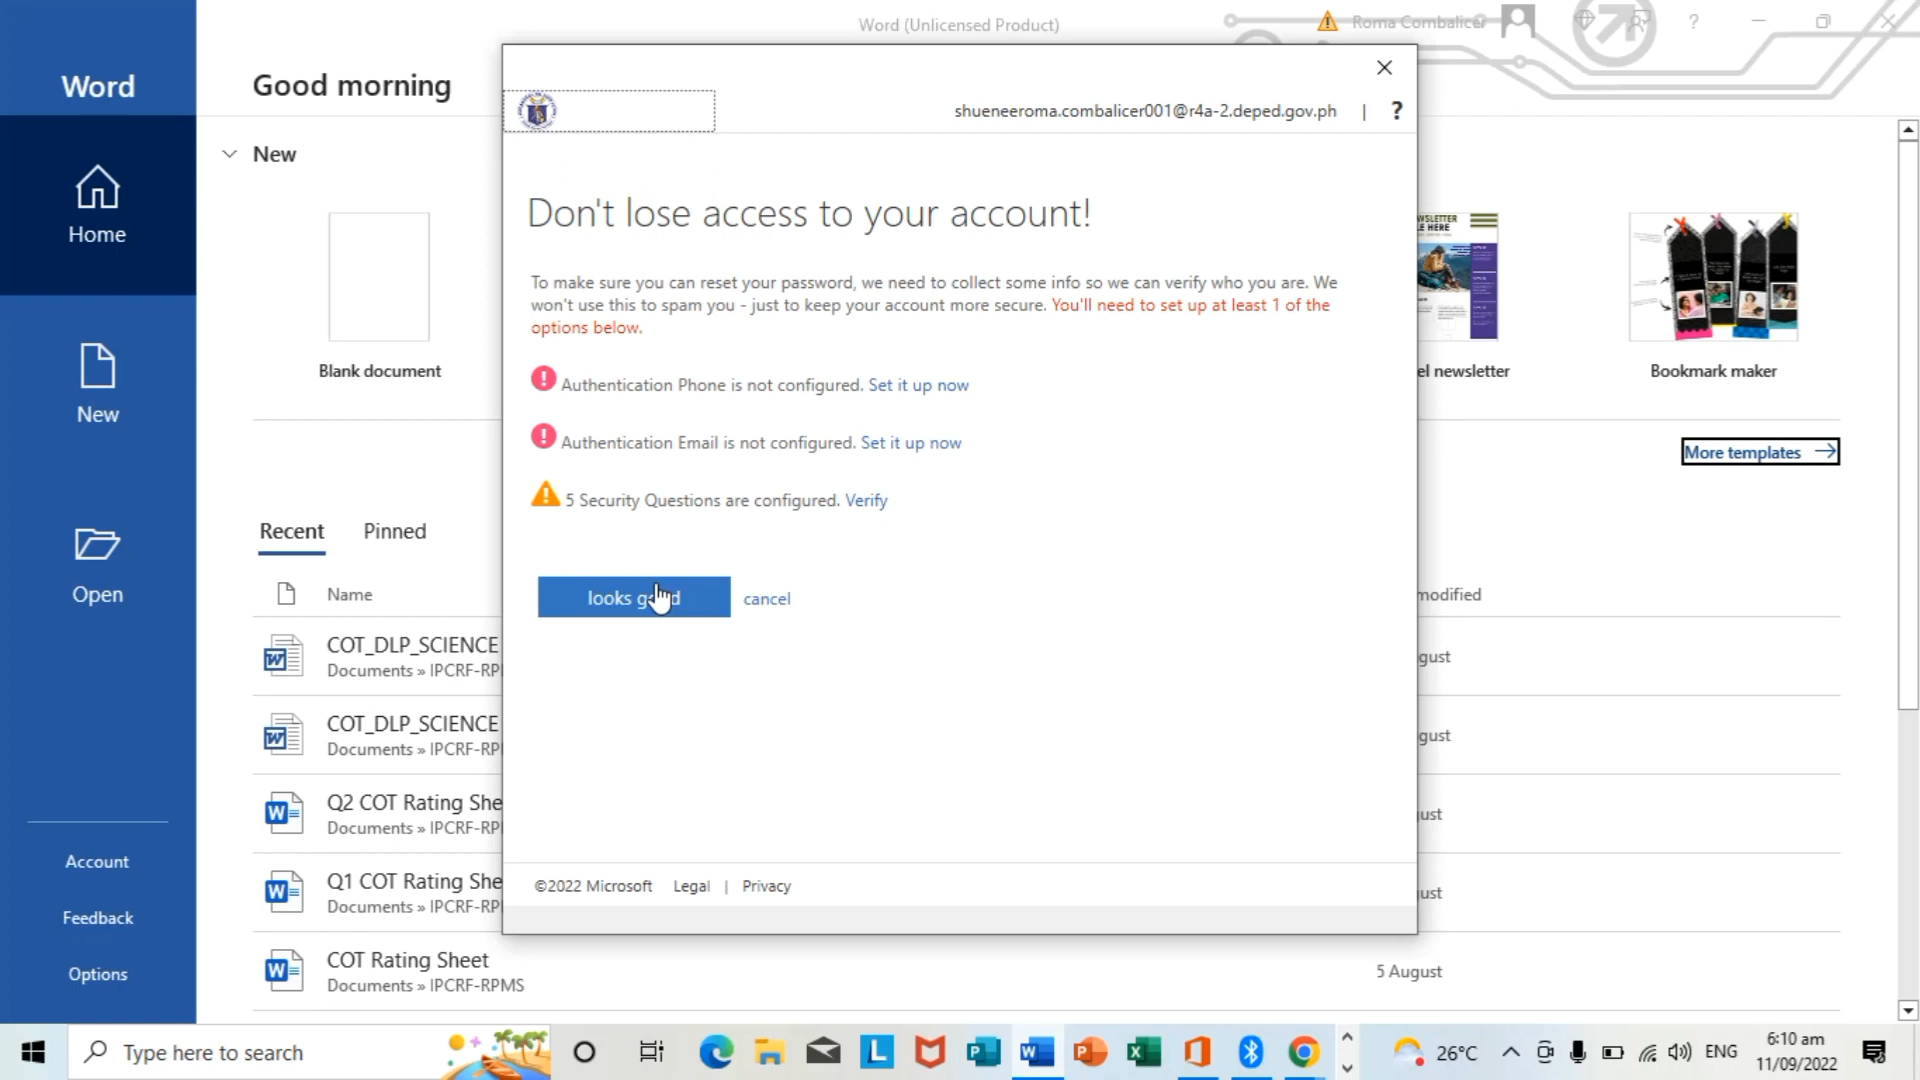 Word (Unlicensed Product)
Roma Combalicer
?
Word
Good morning
Home
New
Open
Account
Feedback
Options
New
Blank document
shueneeroma.combalicer001@r4a-2.deped.gov.ph | ?
Don't lose access to your account!
To make sure you can reset your password, we need to collect some info so we can verify who you are. We
won't use this to spam you - just to keep your account more secure. You'll need to set up at least 1 of the
options below.
! Authentication Phone is not configured. Set it up now
! Authentication Email is not configured. Set it up now
! 5 Security Questions are configured. Verify
looks g d
cancel
©2022 Microsoft Legal | Privacy
WSLETTER
E HERE
el newsletter
Bookmark maker
More templates
Recent Pinned
Name
modified
COT_DLP_SCIENCE
Documents » IPCRF-RP
gust
COT_DLP_SCIENCE
Documents » IPCRF-RP
gust
Q2 COT Rating She
Documents » IPCRF-RP
ust
Q1 COT Rating She
Documents » IPCRF-RP
ust
COT Rating Sheet
Documents » IPCRF-RPMS
5 August
Type here to search
26°C
ENG
6:10 am
11/09/2022